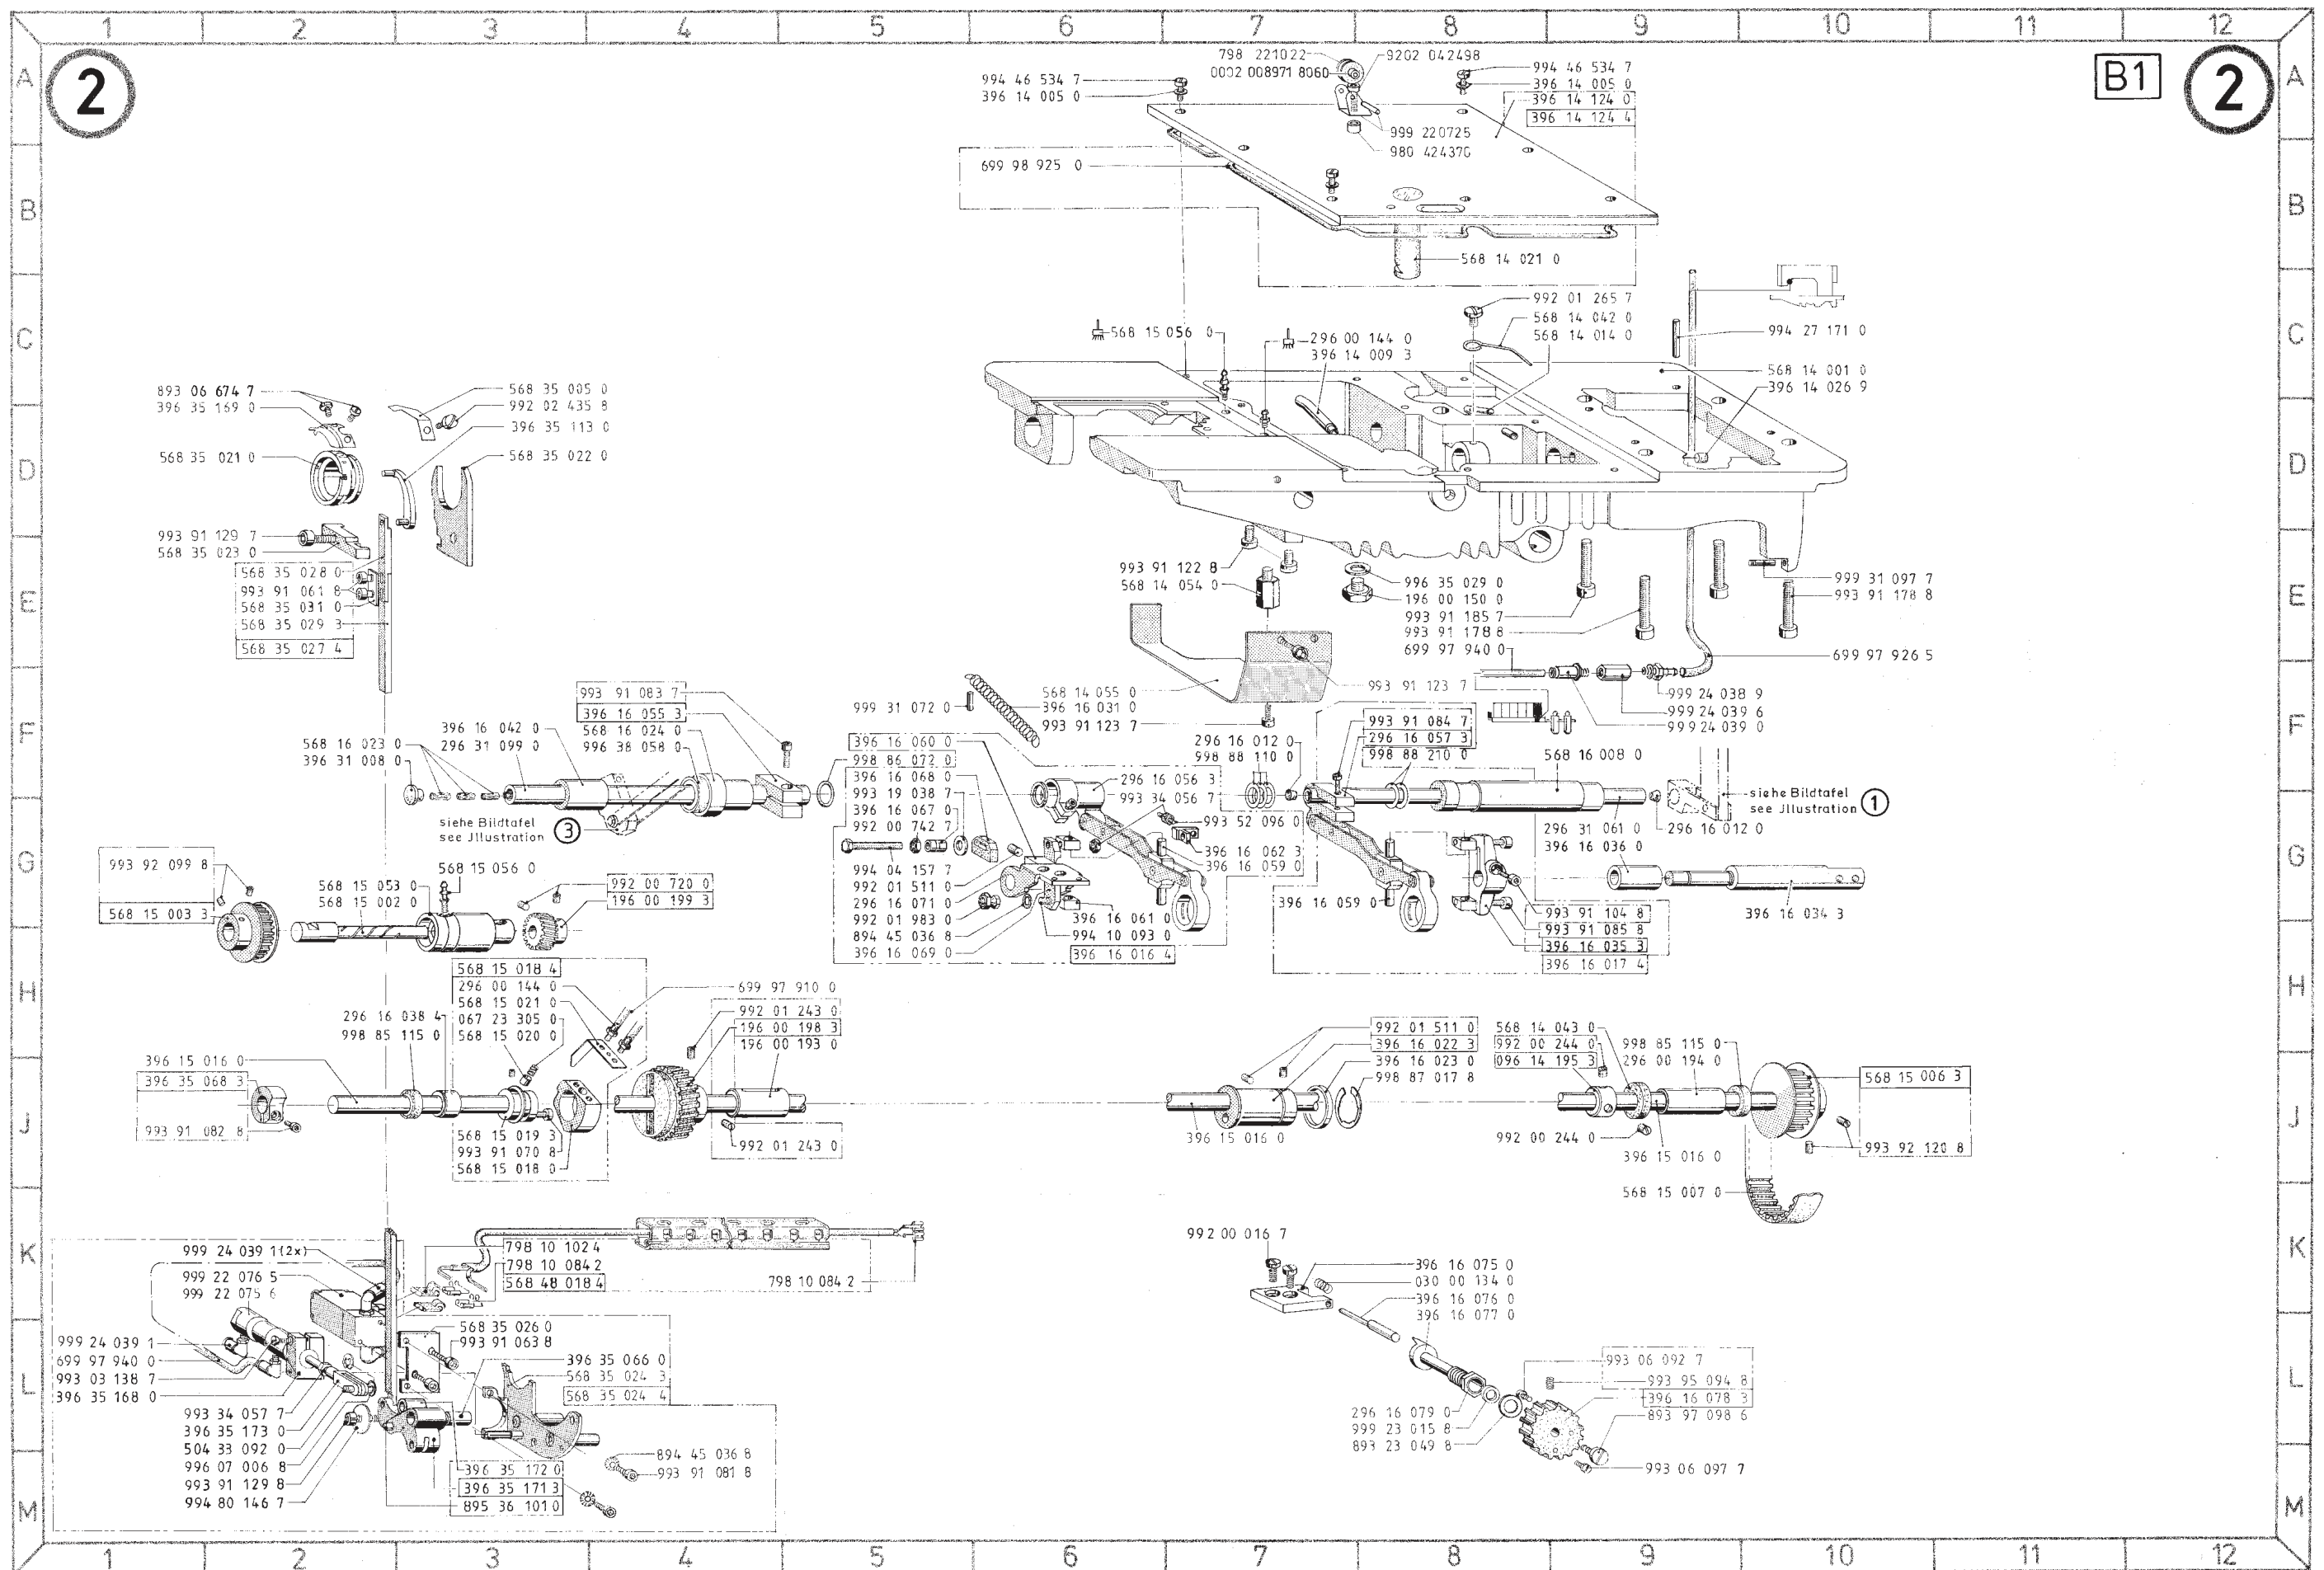 1 2 3 4 5 6 7 8 9 10 11 12
A A
2
B1
2
798 221022
9202 042498
0002 008971 8060
994 46 534 7
396 14 005 0
994 46 534 7
396 14 005 0
396 14 124 0
396 14 124 4
999 220725
980 424370
699 98 925 0
B B
568 14 021 0
C C
992 01 265 7
568 14 042 0
568 14 014 0
568 15 056 0
296 00 144 0
396 14 009 3
994 27 171 0
568 14 001 0
396 14 026 9
893 06 674 7
396 35 169 0
568 35 005 0
992 02 435 8
396 35 113 0
568 35 021 0
568 35 022 0
D D
993 91 129 7
568 35 023 0
568 35 028 0
993 91 061 8
568 35 031 0
568 35 029 3
568 35 027 4
E E
993 91 122 8
568 14 054 0
996 35 029 0
196 00 150 0
993 91 185 7
993 91 178 8
699 97 940 0
999 31 097 7
993 91 178 8
699 97 926 5
F F
993 91 083 7
396 16 055 3
568 16 024 0
996 38 058 0
396 16 042 0
296 31 099 0
568 16 023 0
396 31 008 0
999 31 072 0
568 14 055 0
396 16 031 0
993 91 123 7
993 91 123 7
999 24 038 9
999 24 039 6
999 24 039 0
396 16 060 0
998 86 072 0
396 16 068 0
993 19 038 7
396 16 067 0
992 00 742 7
296 16 012 0
998 88 110 0
993 91 084 7
296 16 057 3
998 88 210 0
568 16 008 0
296 16 056 3
993 34 056 7
993 52 096 0
siehe Bildtafel
see Jllustration 3
siehe Bildtafel
see Jllustration 1
296 16 012 0
296 31 061 0
396 16 036 0
396 16 062 3
396 16 059 0
G G
993 92 099 8
568 15 003 3
568 15 053 0
568 15 002 0
568 15 056 0
992 00 720 0
196 00 199 3
994 04 157 7
992 01 511 0
296 16 071 0
992 01 983 0
894 45 036 8
396 16 069 0
396 16 061 0
994 10 093 0
396 16 016 4
396 16 059 0
993 91 104 8
993 91 085 8
396 16 035 3
396 16 017 4
396 16 034 3
H H
568 15 018 4
296 00 144 0
568 15 021 0
067 23 305 0
568 15 020 0
699 97 910 0
992 01 243 0
196 00 198 3
196 00 193 0
296 16 038 4
998 85 115 0
396 15 016 0
396 35 068 3
993 91 082 8
992 01 511 0
396 16 022 3
396 16 023 0
998 87 017 8
568 14 043 0
992 00 244 0
096 14 195 3
998 85 115 0
296 00 194 0
568 15 006 3
J J
568 15 019 3
993 91 070 8
568 15 018 0
992 01 243 0
396 15 016 0
992 00 244 0
396 15 016 0
993 92 120 8
568 15 007 0
K K
999 24 039 1 (2x)
999 22 076 5
999 22 075 6
798 10 102 4
798 10 084 2
568 48 018 4
798 10 084 2
992 00 016 7
396 16 075 0
030 00 134 0
396 16 076 0
396 16 077 0
L L
999 24 039 1
699 97 940 0
993 03 138 7
396 35 168 0
568 35 026 0
993 91 063 8
396 35 066 0
568 35 024 3
568 35 024 4
993 34 057 7
396 35 173 0
504 33 092 0
996 07 006 8
993 91 129 8
994 80 146 7
993 06 092 7
993 95 094 8
396 16 078 3
893 97 098 6
296 16 079 0
999 23 015 8
893 23 049 8
993 06 097 7
M M
396 35 172 0
396 35 171 3
895 36 101 0
894 45 036 8
993 91 081 8
1 2 3 4 5 6 7 8 9 10 11 12